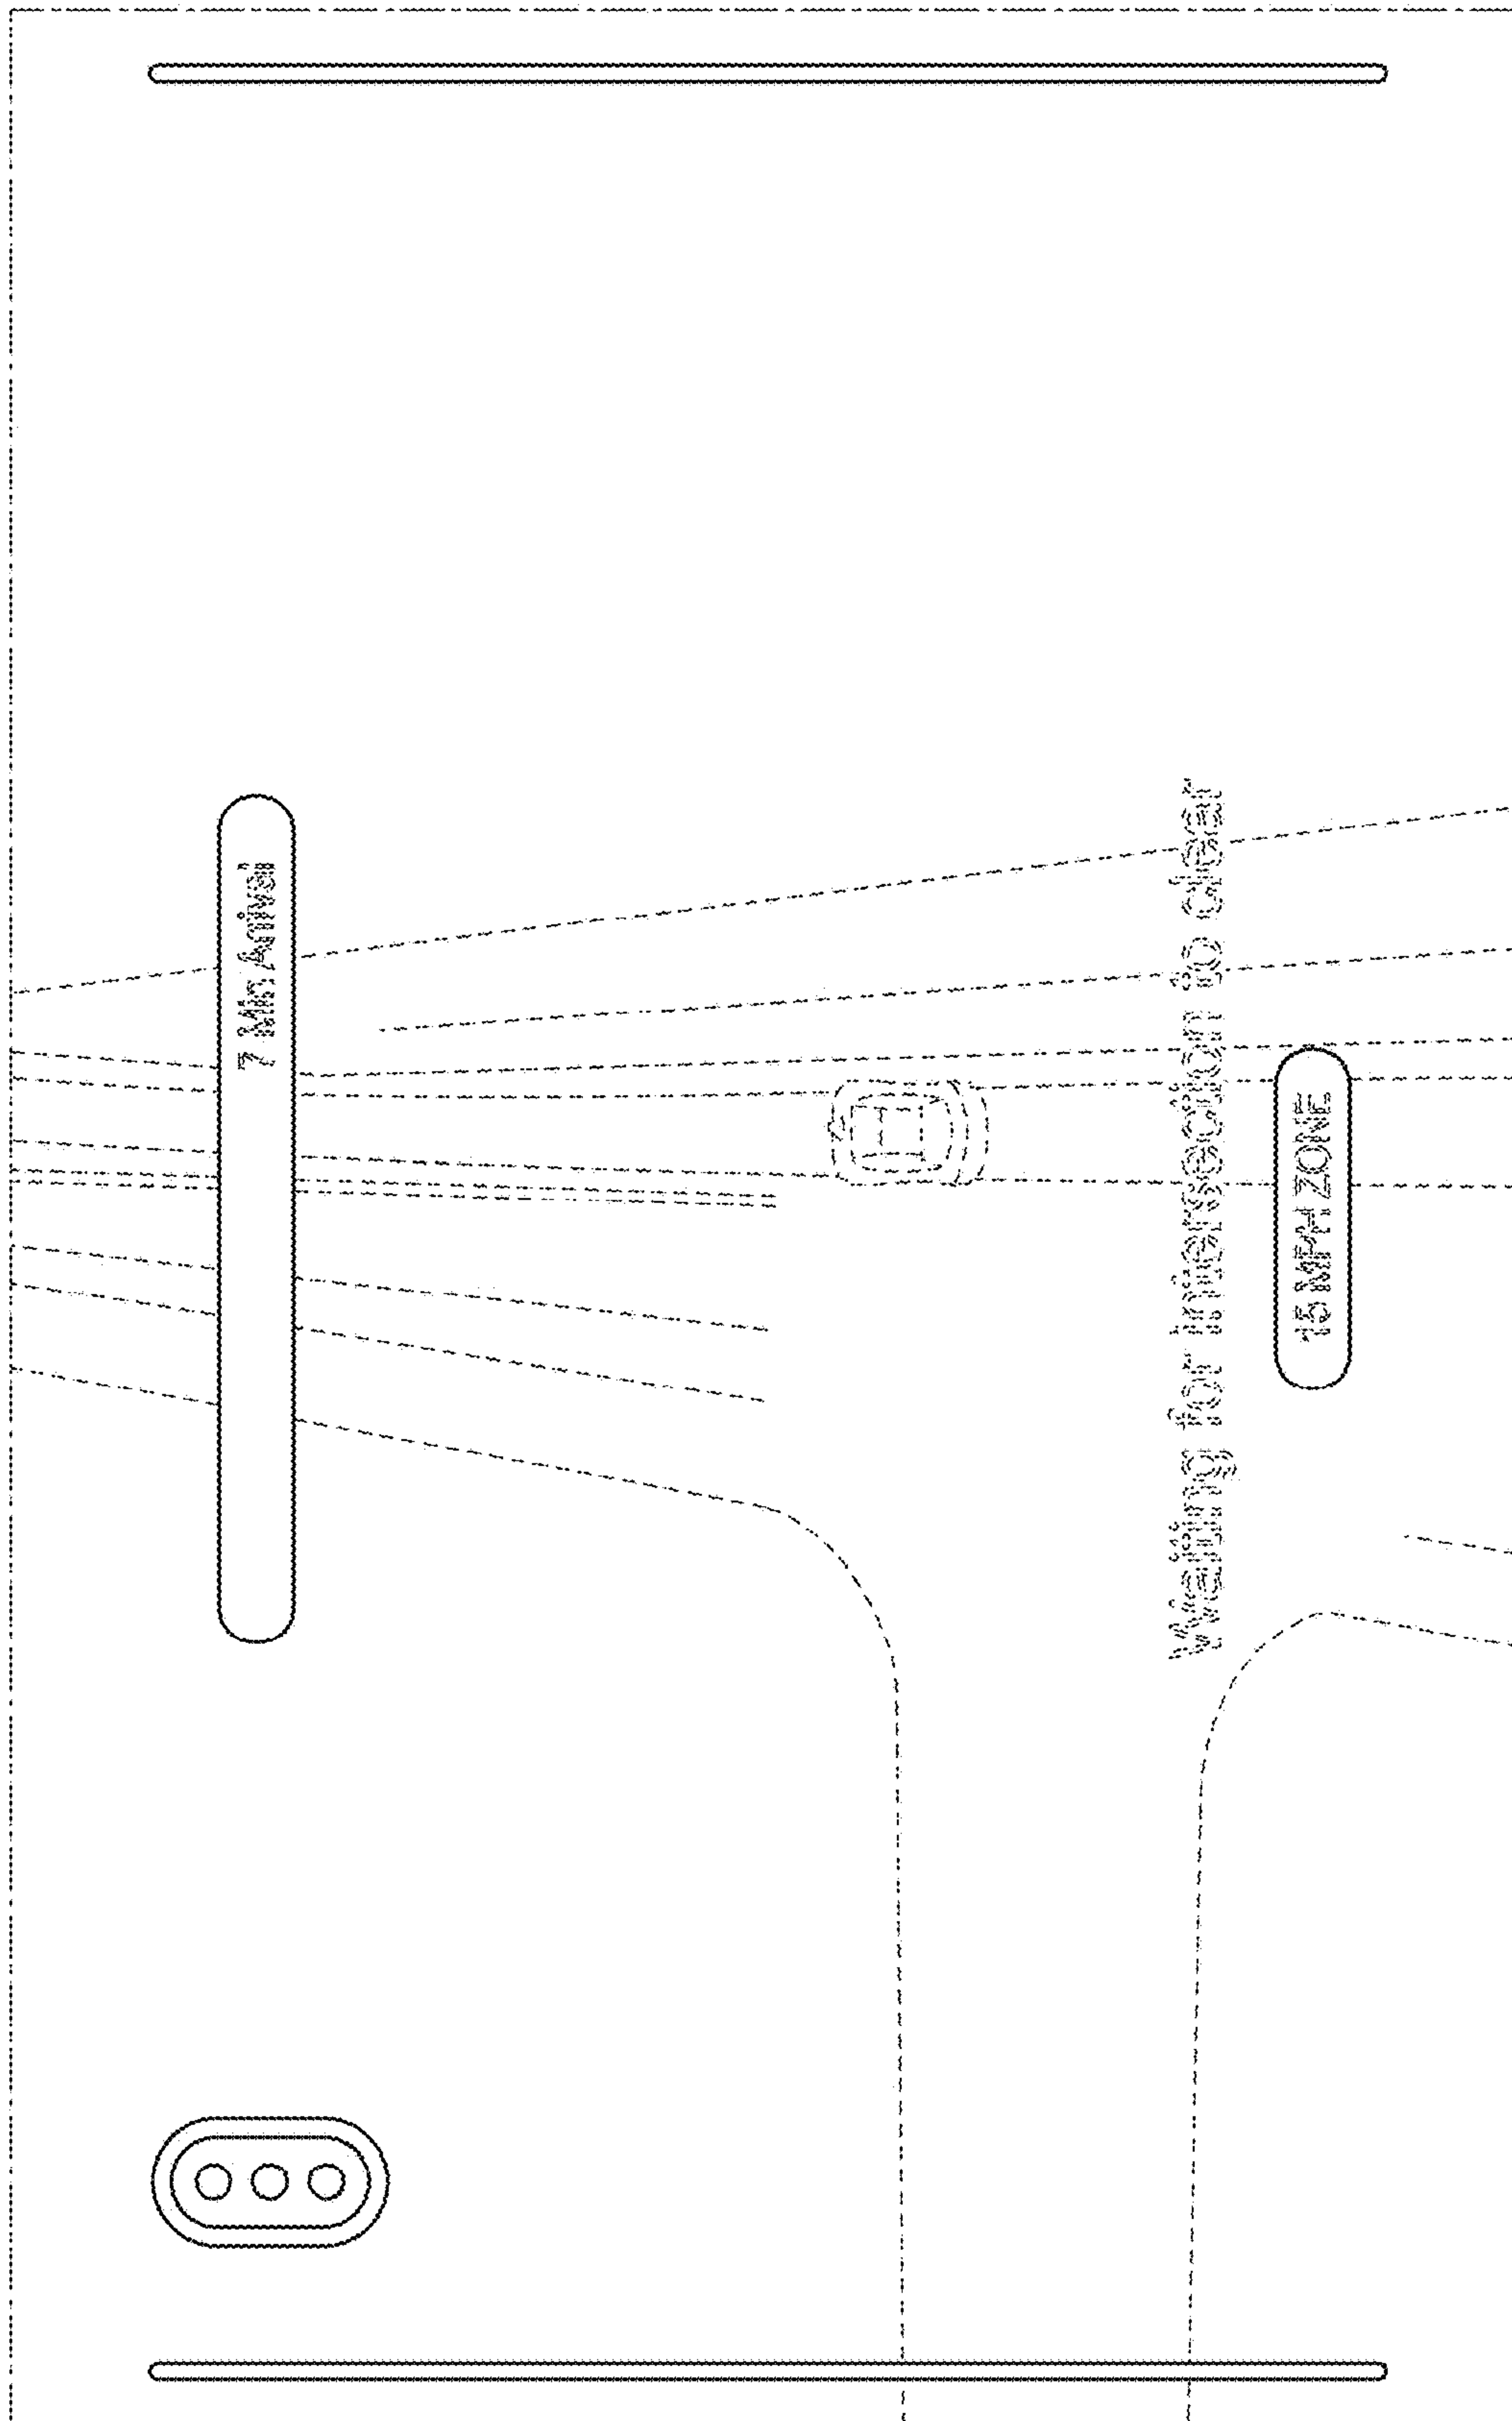 7 Min Arrival
Waiting for intersection to clear
15 MPH ZONE